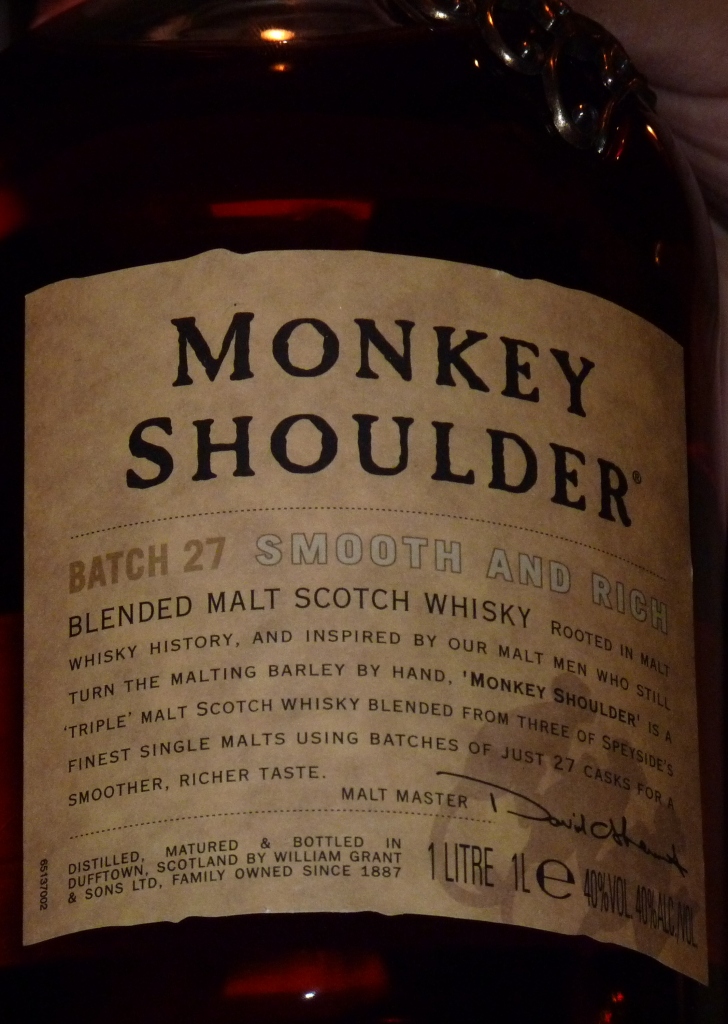 MONKEY
SHOULDER®
BATCH 27 SMOOTH AND RICH
BLENDED MALT SCOTCH WHISKY ROOTED IN MALT
WHISKY HISTORY, AND INSPIRED BY OUR MALT MEN WHO STILL
TURN THE MALTING BARLEY BY HAND, 'MONKEY SHOULDER' IS A
'TRIPLE' MALT SCOTCH WHISKY BLENDED FROM THREE OF SPEYSIDE'S
FINEST SINGLE MALTS USING BATCHES OF JUST 27 CASKS FOR A
SMOOTHER, RICHER TASTE.
MALT MASTER David Stewart
DISTILLED, MATURED & BOTTLED IN
DUFFTOWN, SCOTLAND BY WILLIAM GRANT
& SONS LTD, FAMILY OWNED SINCE 1887
1 LITRE 1L e 40%VOL. 40%ALC./VOL.
65137002